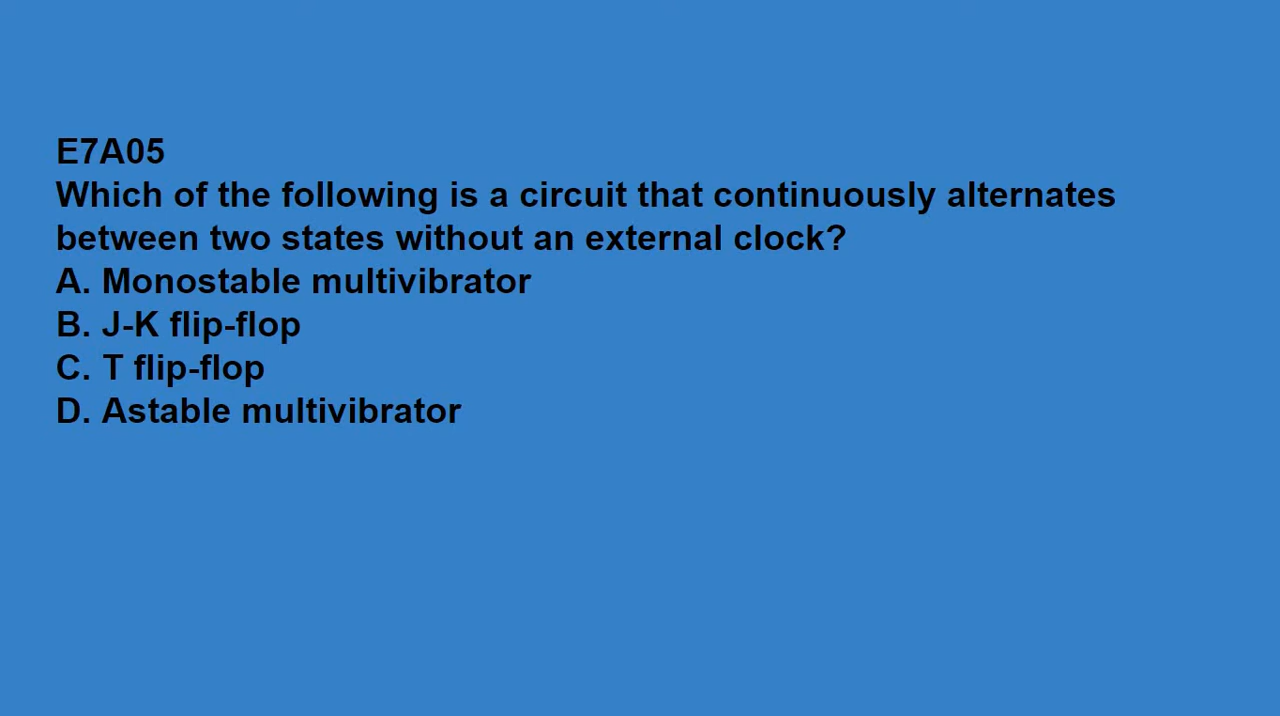 E7A05
Which of the following is a circuit that continuously alternates
between two states without an external clock?
A. Monostable multivibrator
B. J-K flip-flop
C. T flip-flop
D. Astable multivibrator